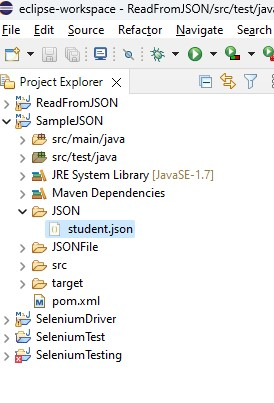 eclipse-workspace - ReadFromJSON/src/test/java
File Edit Source Refactor Navigate Search
Project Explorer
ReadFromJSON
SampleJSON
src/main/java
src/test/java
JRE System Library [JavaSE-1.7]
Maven Dependencies
JSON
student.json
JSONFile
src
target
pom.xml
SeleniumDriver
SeleniumTest
SeleniumTesting